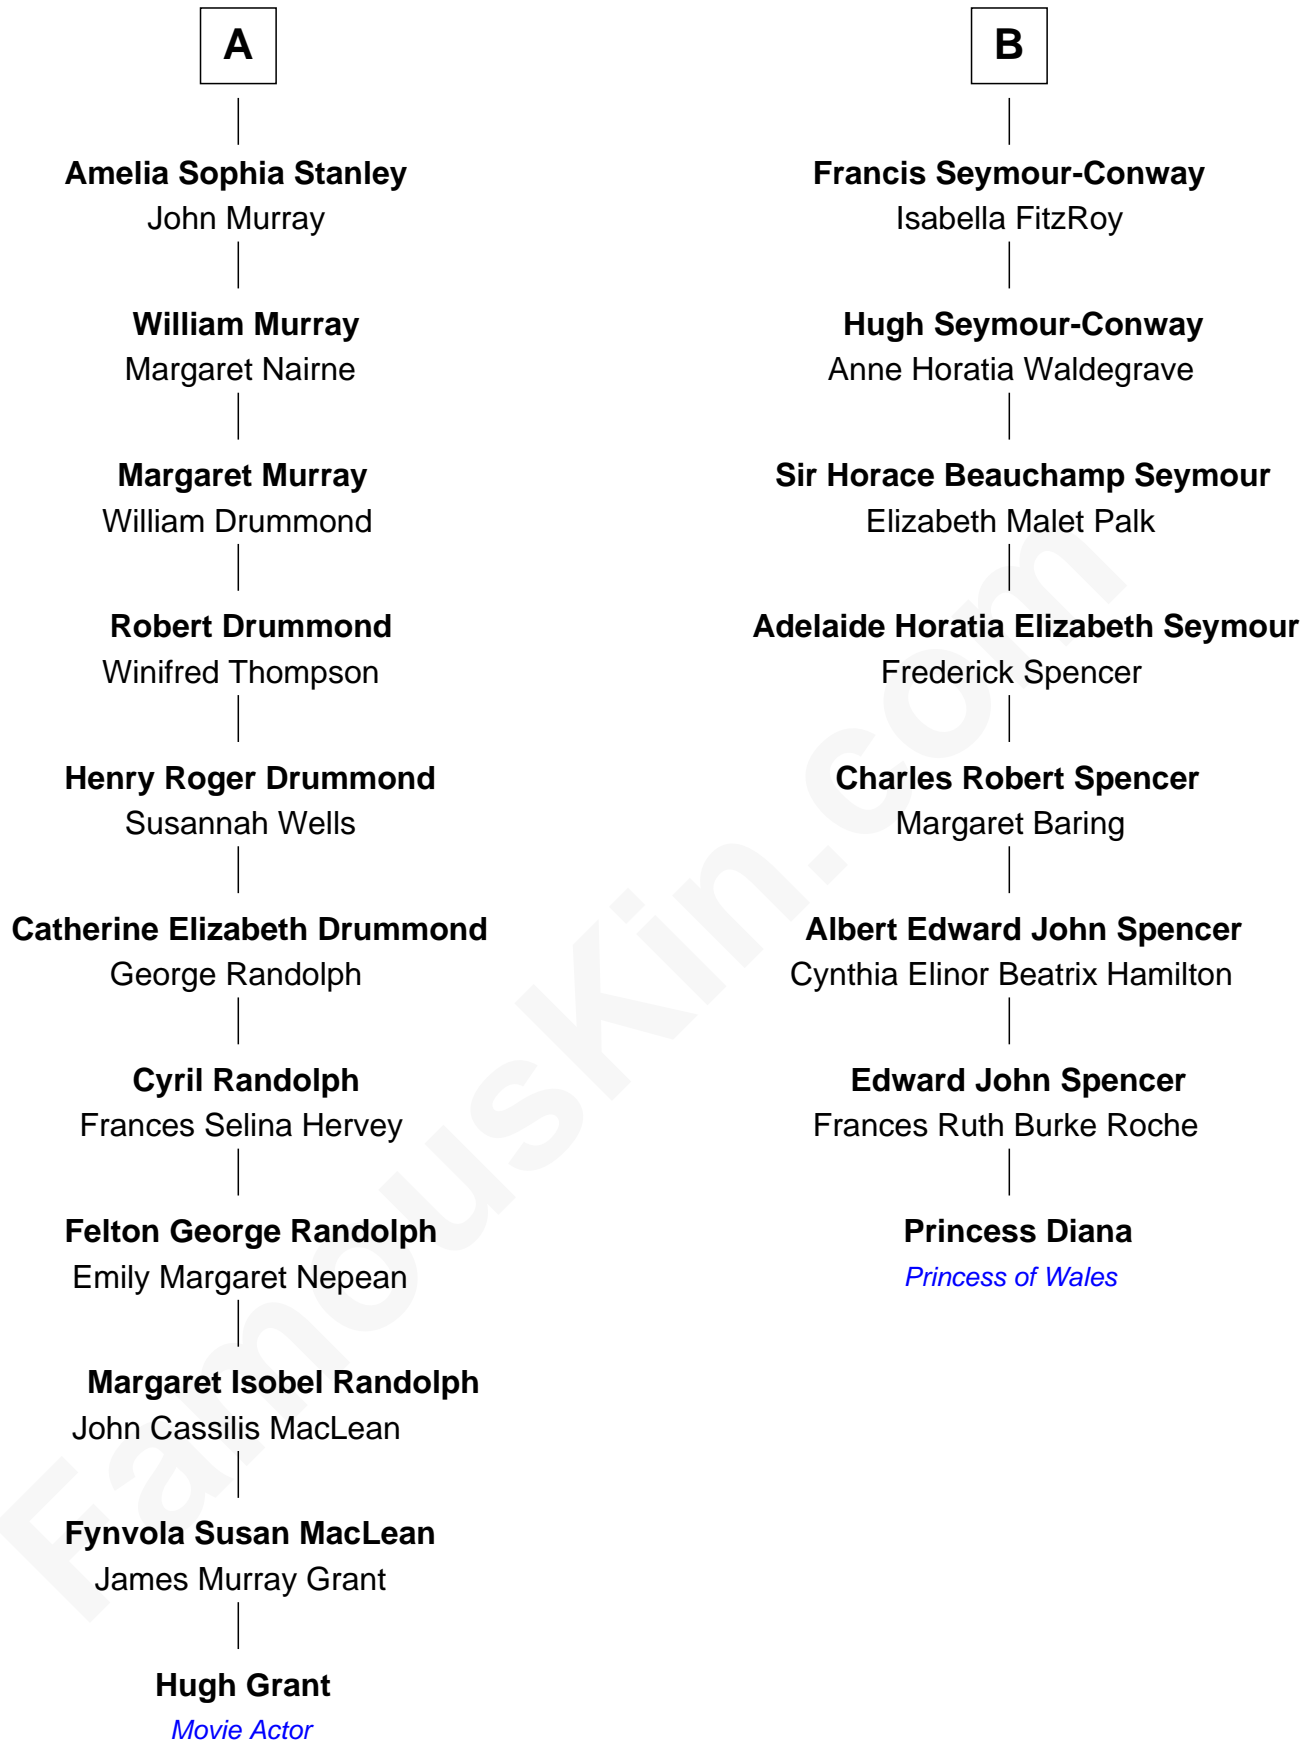 A
Amelia Sophia Stanley
John Murray
William Murray
Margaret Nairne
Margaret Murray
William Drummond
Robert Drummond
Winifred Thompson
Henry Roger Drummond
Susannah Wells
Catherine Elizabeth Drummond
George Randolph
Cyril Randolph
Frances Selina Hervey
Felton George Randolph
Emily Margaret Nepean
Margaret Isobel Randolph
John Cassilis MacLean
Fynvola Susan MacLean
James Murray Grant
Hugh Grant
Movie Actor
B
Francis Seymour-Conway
Isabella FitzRoy
Hugh Seymour-Conway
Anne Horatia Waldegrave
Sir Horace Beauchamp Seymour
Elizabeth Malet Palk
Adelaide Horatia Elizabeth Seymour
Frederick Spencer
Charles Robert Spencer
Margaret Baring
Albert Edward John Spencer
Cynthia Elinor Beatrix Hamilton
Edward John Spencer
Frances Ruth Burke Roche
Princess Diana
Princess of Wales
FamousKin.com